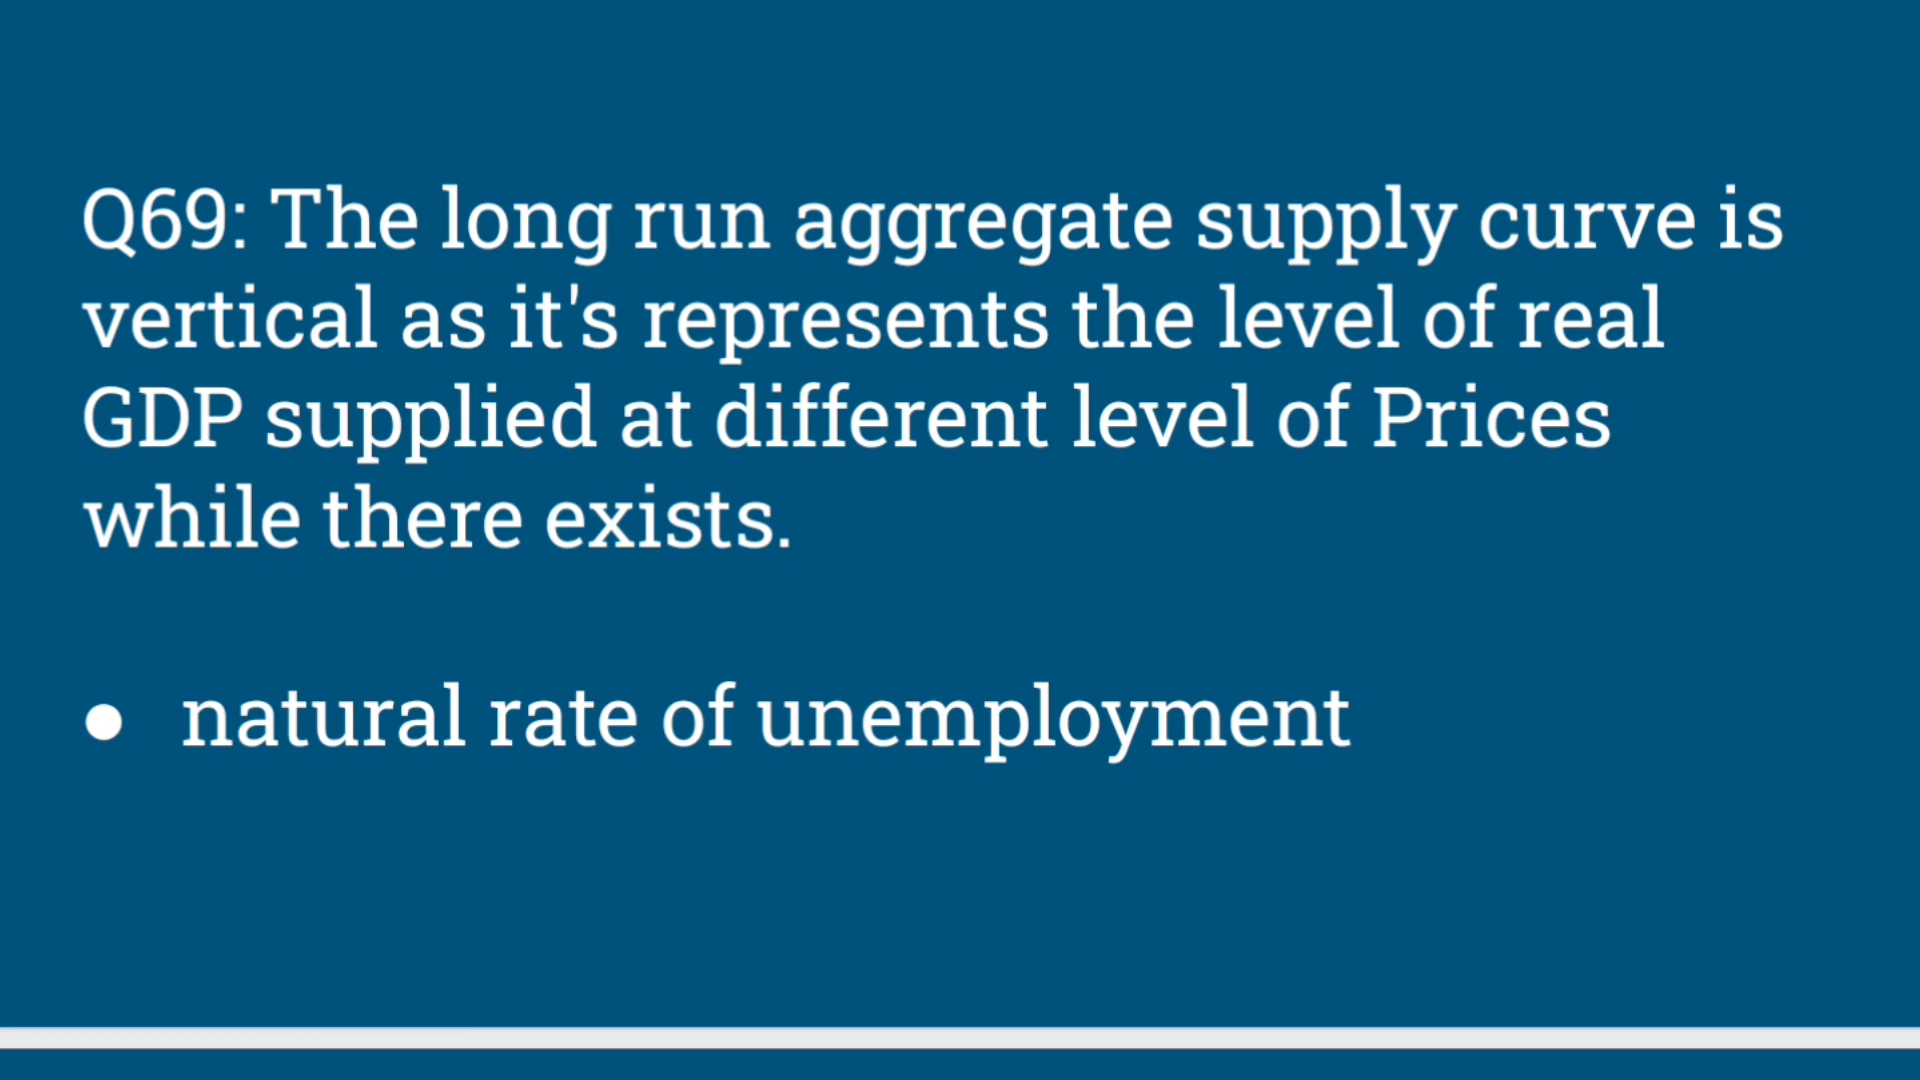 Q69: The long run aggregate supply curve is
vertical as it's represents the level of real
GDP supplied at different level of Prices
while there exists.
● natural rate of unemployment